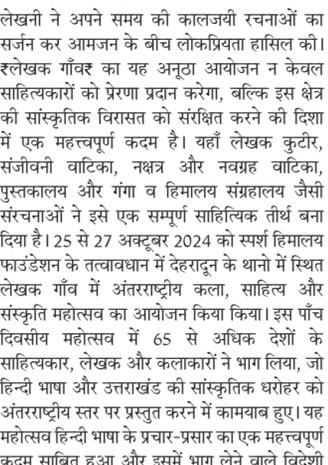 लेखनी ने अपने समय की कालजयी रचनाओं का
सर्जन कर आमजन के बीच लोकप्रियता हासिल की।
₹लेखक गाँव₹ का यह अनूठा आयोजन न केवल
साहित्यकारों को प्रेरणा प्रदान करेगा, बल्कि इस क्षेत्र
की सांस्कृतिक विरासत को संरक्षित करने की दिशा
में एक महत्त्वपूर्ण कदम है। यहाँ लेखक कुटीर,
संजीवनी वाटिका, नक्षत्र और नवग्रह वाटिका,
पुस्तकालय और गंगा व हिमालय संग्रहालय जैसी
संरचनाओं ने इसे एक सम्पूर्ण साहित्यिक तीर्थ बना
दिया है। 25 से 27 अक्टूबर 2024 को स्पर्श हिमालय
फाउंडेशन के तत्वावधान में देहरादून के थानो में स्थित
लेखक गाँव में अंतरराष्ट्रीय कला, साहित्य और
संस्कृति महोत्सव का आयोजन किया किया। इस पाँच
दिवसीय महोत्सव में 65 से अधिक देशों के
साहित्यकार, लेखक और कलाकारों ने भाग लिया, जो
हिन्दी भाषा और उत्तराखंड की सांस्कृतिक धरोहर को
अंतरराष्ट्रीय स्तर पर प्रस्तुत करने में कामयाब हुए। यह
महोत्सव हिन्दी भाषा के प्रचार-प्रसार का एक महत्त्वपूर्ण
कदम साबित हुआ और इसमें भाग लेने वाले विदेशी